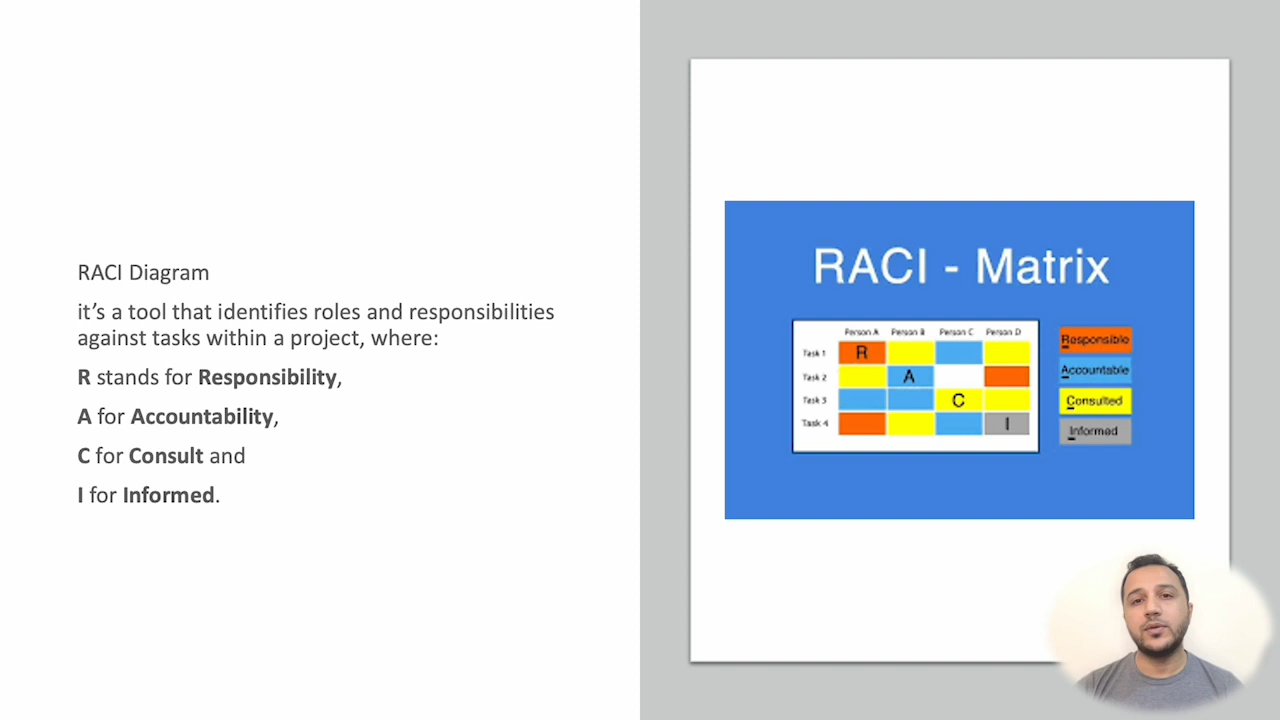 RACI Diagram
it’s a tool that identifies roles and responsibilities
against tasks within a project, where:
R stands for Responsibility,
A for Accountability,
C for Consult and
I for Informed.
RACI - Matrix
Person A Person B Person C Person D
Task 1 R
Task 2 A
Task 3 C
Task 4 I
Responsible
Accountable
Consulted
Informed